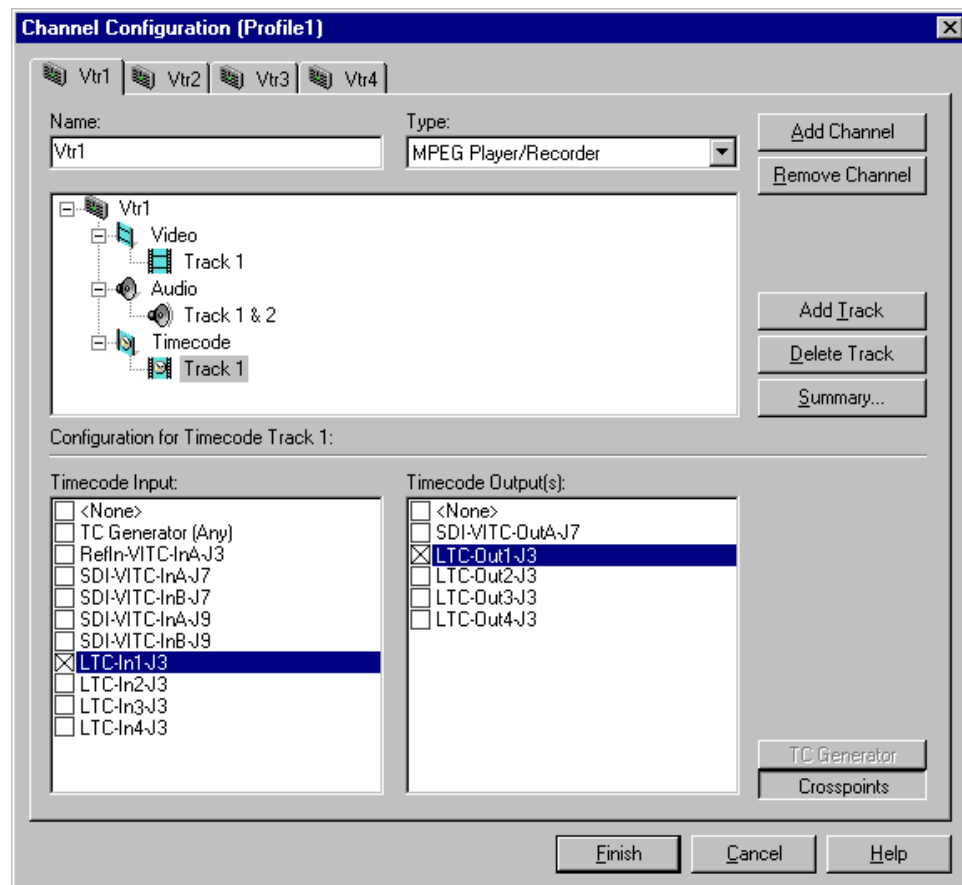 Channel Configuration (Profile1)
Vtr1 Vtr2 Vtr3 Vtr4
Name:
Vtr1
Type:
MPEG Player/Recorder
Add Channel
Remove Channel
Vtr1
Video
Track 1
Audio
Track 1 & 2
Timecode
Track 1
Add Track
Delete Track
Summary...
Configuration for Timecode Track 1:
Timecode Input:
<None>
TC Generator (Any)
RefIn-VITC-InA-J3
SDI-VITC-InA-J7
SDI-VITC-InB-J7
SDI-VITC-InA-J9
SDI-VITC-InB-J9
LTC-In1-J3
LTC-In2-J3
LTC-In3-J3
LTC-In4-J3
Timecode Output(s):
<None>
SDI-VITC-OutA-J7
LTC-Out1-J3
LTC-Out2-J3
LTC-Out3-J3
LTC-Out4-J3
TC Generator
Crosspoints
Finish
Cancel
Help